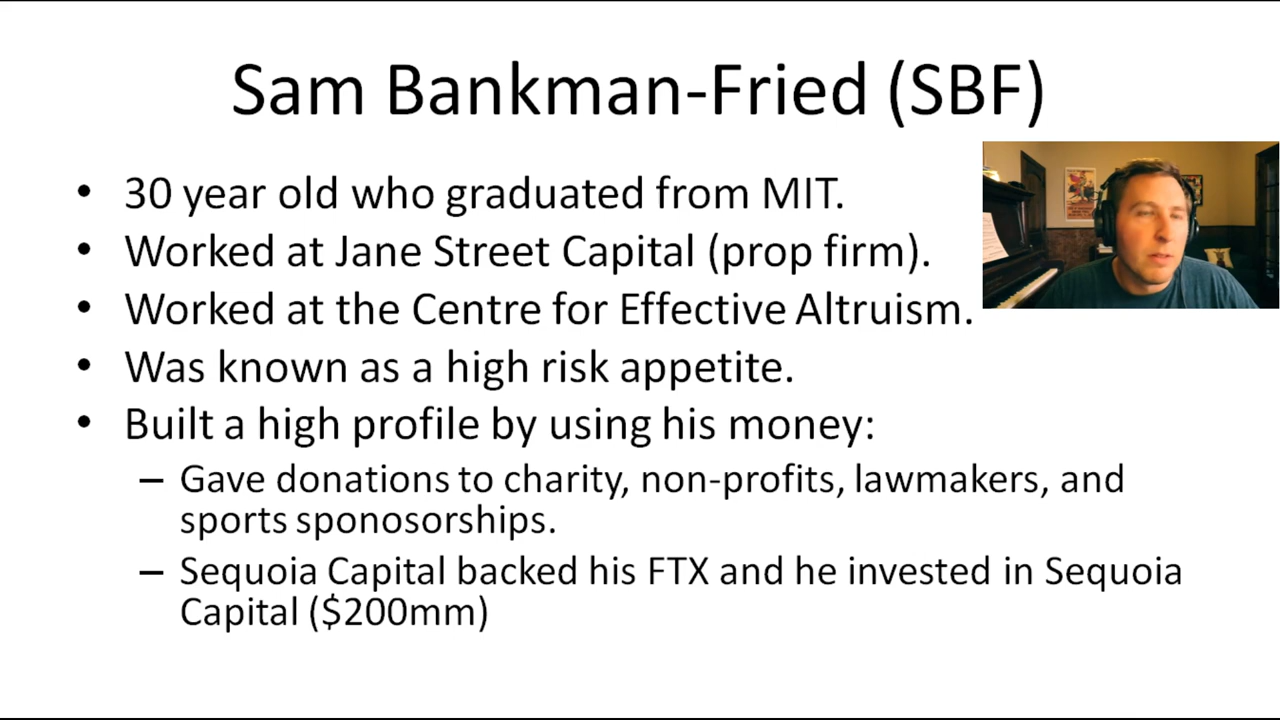 Sam Bankman-Fried (SBF)
• 30 year old who graduated from MIT.
• Worked at Jane Street Capital (prop firm).
• Worked at the Centre for Effective Altruism.
• Was known as a high risk appetite.
• Built a high profile by using his money:
– Gave donations to charity, non-profits, lawmakers, and
sports sponosorships.
– Sequoia Capital backed his FTX and he invested in Sequoia
Capital ($200mm)